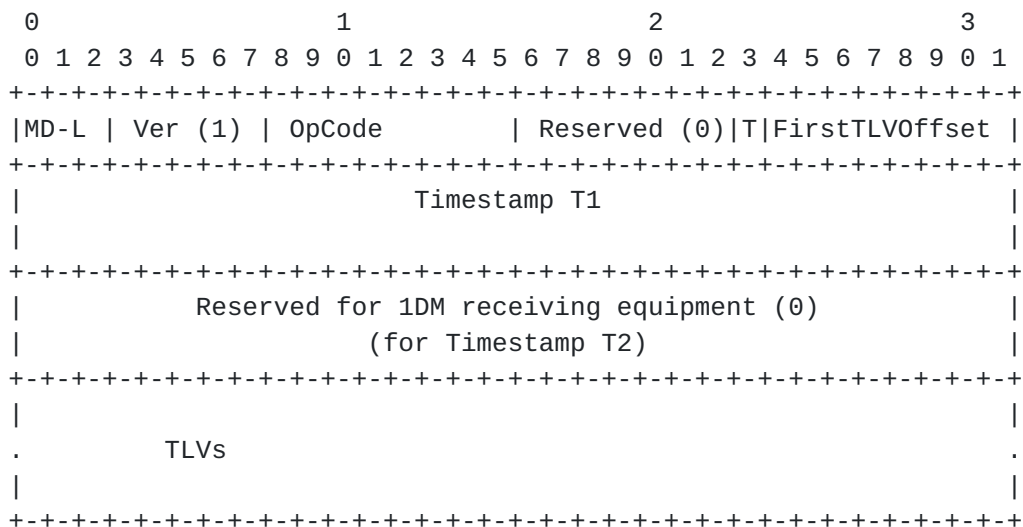 0                   1                   2                   3
 0 1 2 3 4 5 6 7 8 9 0 1 2 3 4 5 6 7 8 9 0 1 2 3 4 5 6 7 8 9 0 1
+-+-+-+-+-+-+-+-+-+-+-+-+-+-+-+-+-+-+-+-+-+-+-+-+-+-+-+-+-+-+-+-+
|MD-L | Ver (1) | OpCode        | Reserved (0)|T|FirstTLVOffset |
+-+-+-+-+-+-+-+-+-+-+-+-+-+-+-+-+-+-+-+-+-+-+-+-+-+-+-+-+-+-+-+-+
|                         Timestamp T1                          |
|                                                               |
+-+-+-+-+-+-+-+-+-+-+-+-+-+-+-+-+-+-+-+-+-+-+-+-+-+-+-+-+-+-+-+-+
|           Reserved for 1DM receiving equipment (0)            |
|                      (for Timestamp T2)                       |
+-+-+-+-+-+-+-+-+-+-+-+-+-+-+-+-+-+-+-+-+-+-+-+-+-+-+-+-+-+-+-+-+
|                                                               |
.         TLVs                                                  .
|                                                               |
+-+-+-+-+-+-+-+-+-+-+-+-+-+-+-+-+-+-+-+-+-+-+-+-+-+-+-+-+-+-+-+-+